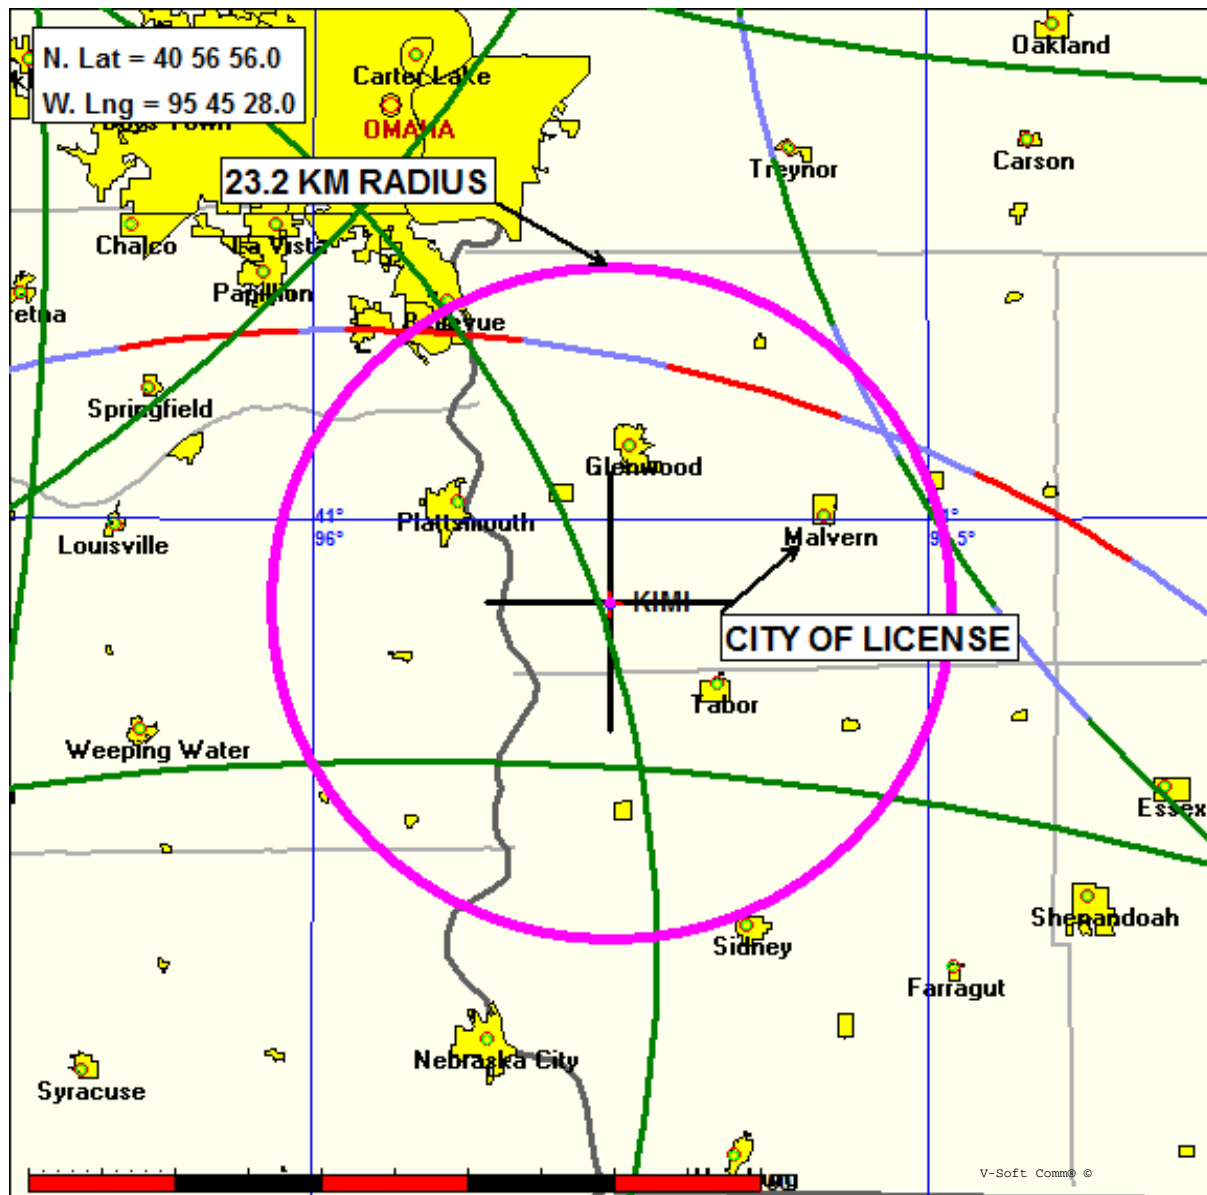 N. Lat = 40 56 56.0
W. Lng = 95 45 28.0
Carter Lake
Oakland
OMAHA
23.2 KM RADIUS
Treynor
Carson
Chalco
La Vista
Papillion
Bellevue
Springfield
Glenwood
Plattsmouth
41°
96°
Malvern
Louisville
KIMI
CITY OF LICENSE
Tabor
Weeping Water
Essex
Shenandoah
Sidney
Farragut
Nebraska City
Syracuse
V-Soft Comm® ©